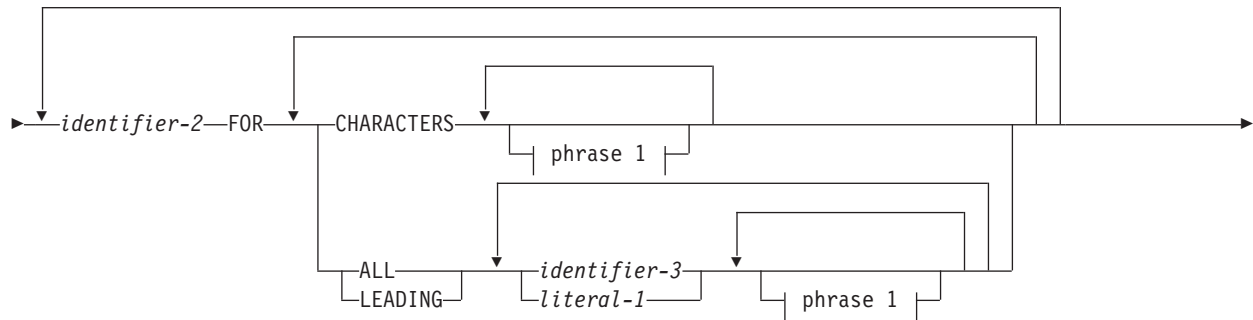 identifier-2 FOR CHARACTERS
phrase 1
ALL identifier-3
LEADING literal-1
phrase 1